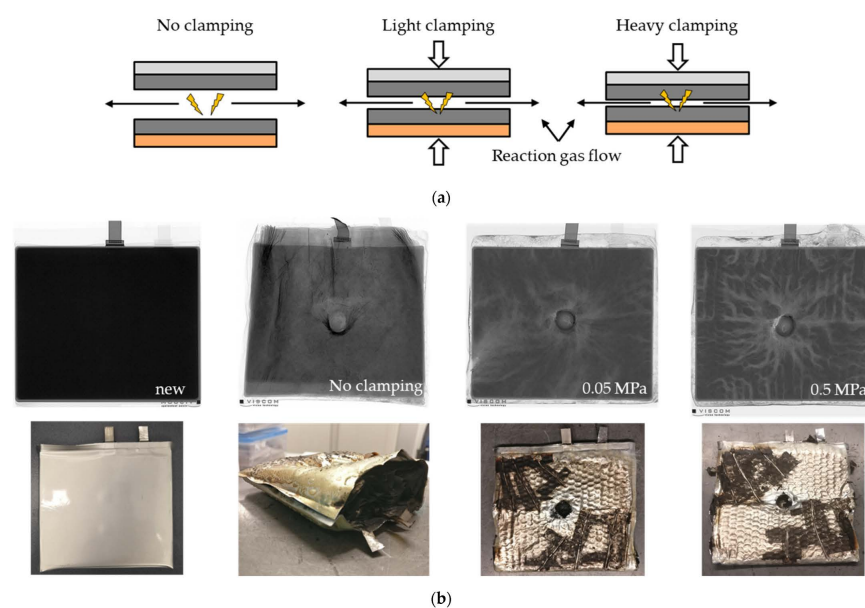 No clamping
Light clamping
Heavy clamping
Reaction gas flow
(a)
new
No clamping
0.05 MPa
0.5 MPa
VISCOM
VISCOM
VISCOM
(b)